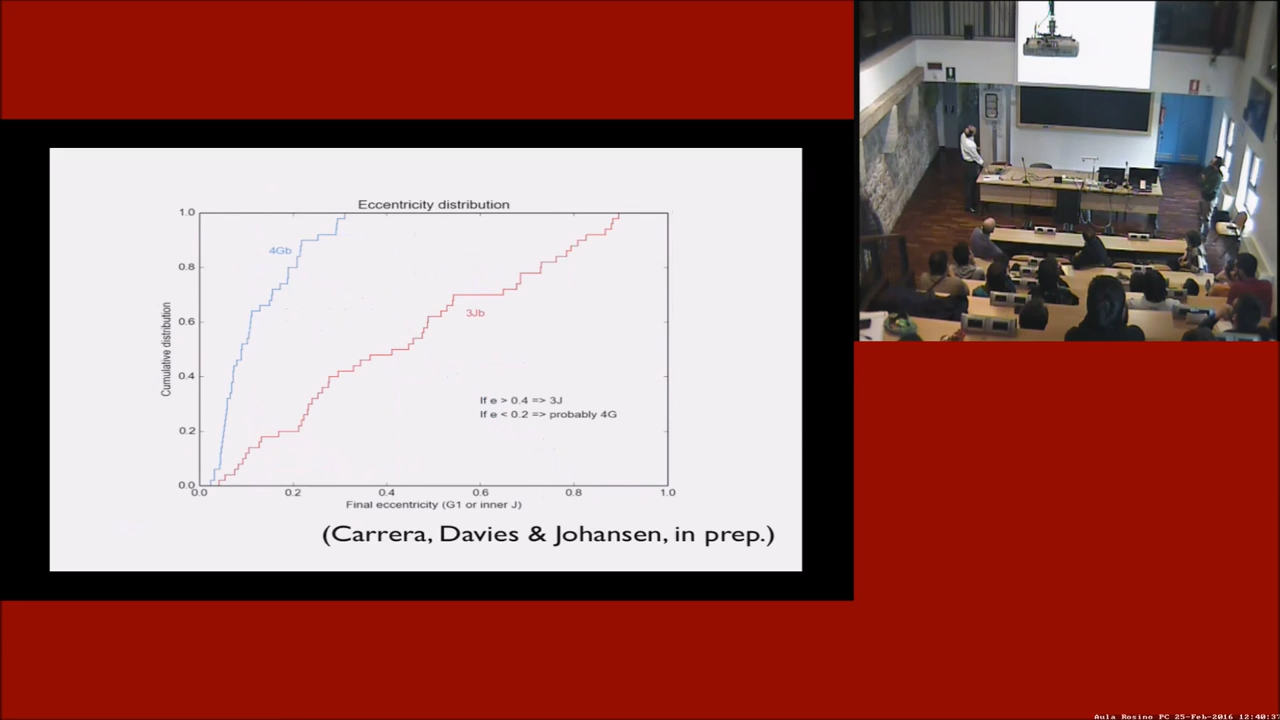 Eccentricity distribution
1.0
4Gb
0.8
3Jb
0.6
Cumulative distribution
0.4
If e > 0.4 => 3J
If e < 0.2 => probably 4G
0.2
0.0
0.0 0.2 0.4 0.6 0.8 1.0
Final eccentricity (G1 or inner J)
(Carrera, Davies & Johansen, in prep.)
Aula Rosino PC 25-Feb-2016 12:40:3